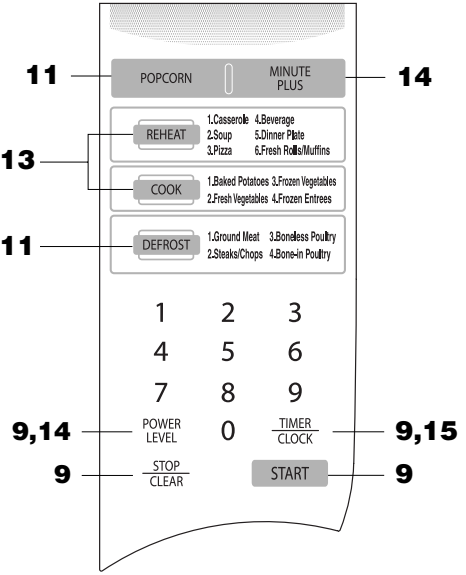 11 POPCORN MINUTE PLUS 14
13
REHEAT
1.Casserole 4.Beverage
2.Soup 5.Dinner Plate
3.Pizza 6.Fresh Rolls/Muffins
COOK
1.Baked Potatoes 3.Frozen Vegetables
2.Fresh Vegetables 4.Frozen Entrees
11 DEFROST
1.Ground Meat 3.Boneless Poultry
2.Steaks/Chops 4.Bone-in Poultry
1 2 3
4 5 6
7 8 9
9,14 POWER LEVEL 0 TIMER CLOCK 9,15
9 STOP CLEAR START 9